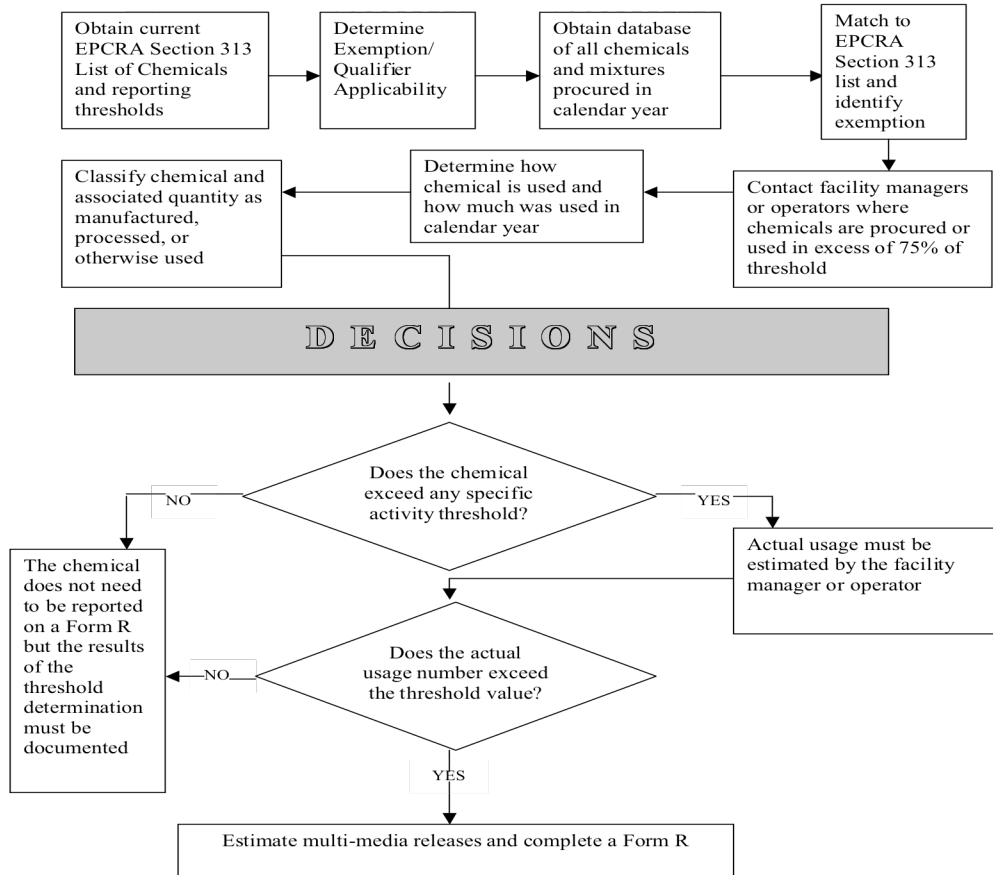 Obtain current
EPCRA Section 313
List of Chemicals
and reporting
thresholds
Determine
Exemption/
Qualifier
Applicability
Obtain database
of all chemicals
and mixtures
procured in
calendar year
Match to
EPCRA
Section 313
list and
identify
exemption
Contact facility managers
or operators where
chemicals are procured or
used in excess of 75% of
threshold
Determine how
chemical is used and
how much was used in
calendar year
Classify chemical and
associated quantity as
manufactured,
processed, or
otherwise used
DECISIONS
Does the chemical
exceed any specific
activity threshold?
NO
YES
The chemical
does not need
to be reported
on a Form R
but the results
of the
threshold
determination
must be
documented
Actual usage must be
estimated by the facility
manager or operator
Does the actual
usage number exceed
the threshold value?
NO
YES
Estimate multi-media releases and complete a Form R